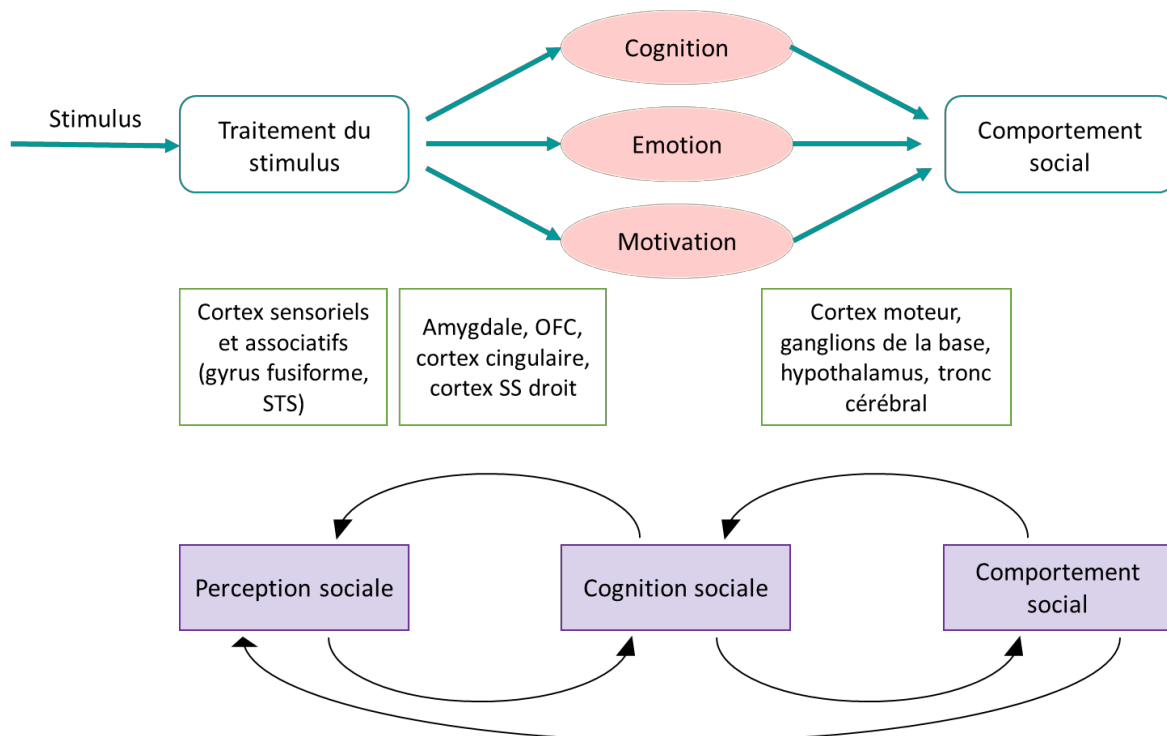 Cognition
Stimulus
Traitement du
stimulus
Emotion
Comportement
social
Motivation
Cortex sensoriels
et associatifs
(gyrus fusiforme,
STS)
Amygdale, OFC,
cortex cingulaire,
cortex SS droit
Cortex moteur,
ganglions de la base,
hypothalamus, tronc
cérébral
Perception sociale
Cognition sociale
Comportement
social